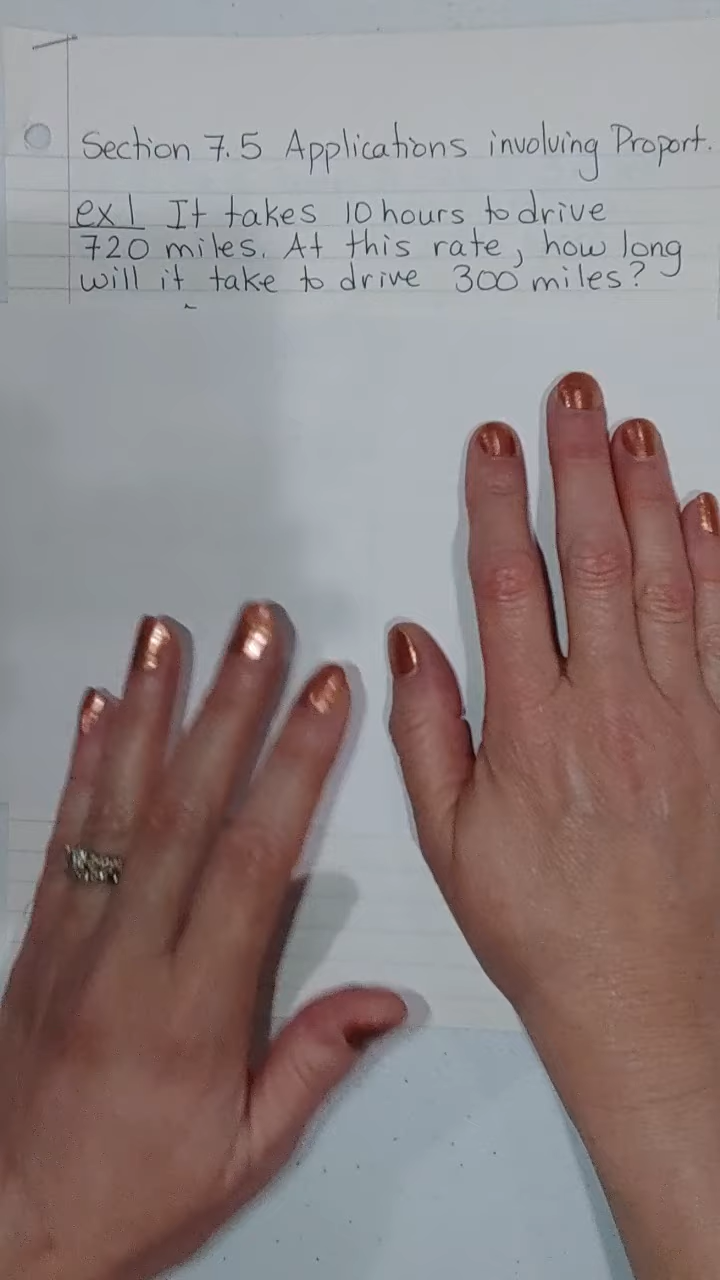 Section 7.5 Applications involving Proport.
ex1 It takes 10 hours to drive
720 miles. At this rate, how long
will it take to drive 300 miles?